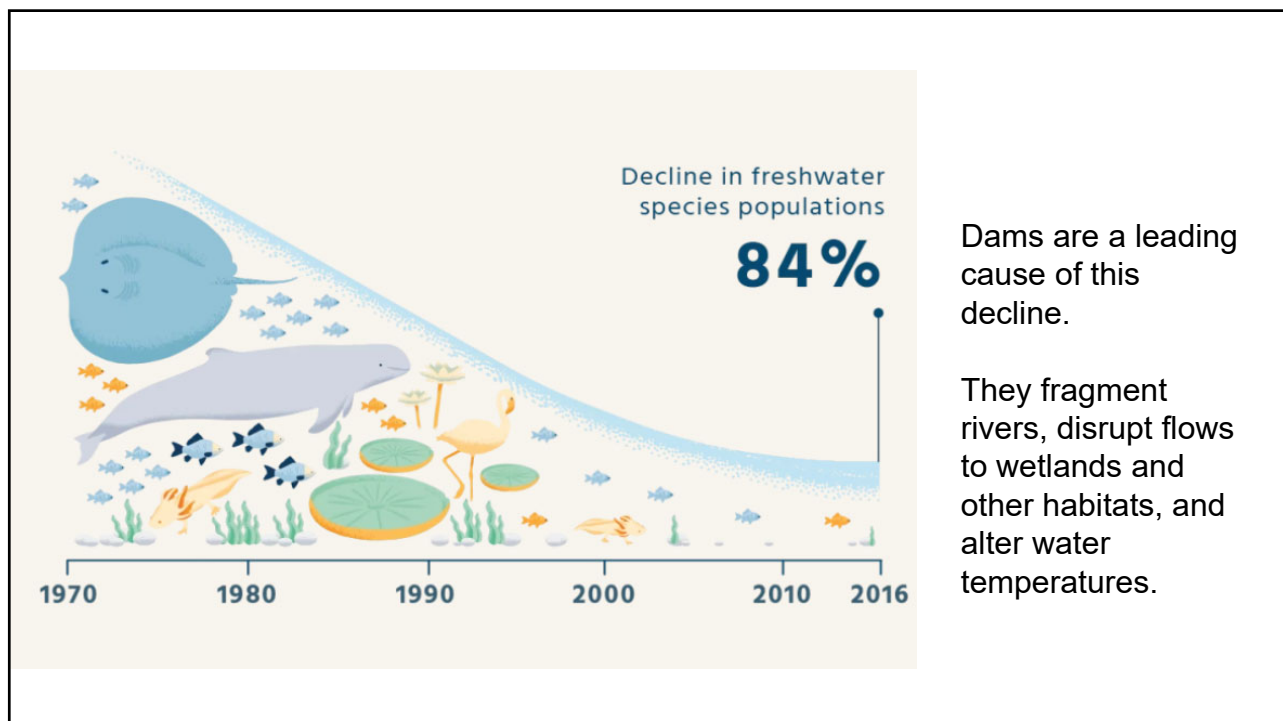 Decline in freshwater
species populations
84%
Dams are a leading
cause of this
decline.
They fragment
rivers, disrupt flows
to wetlands and
other habitats, and
alter water
temperatures.
1970 1980 1990 2000 2010 2016